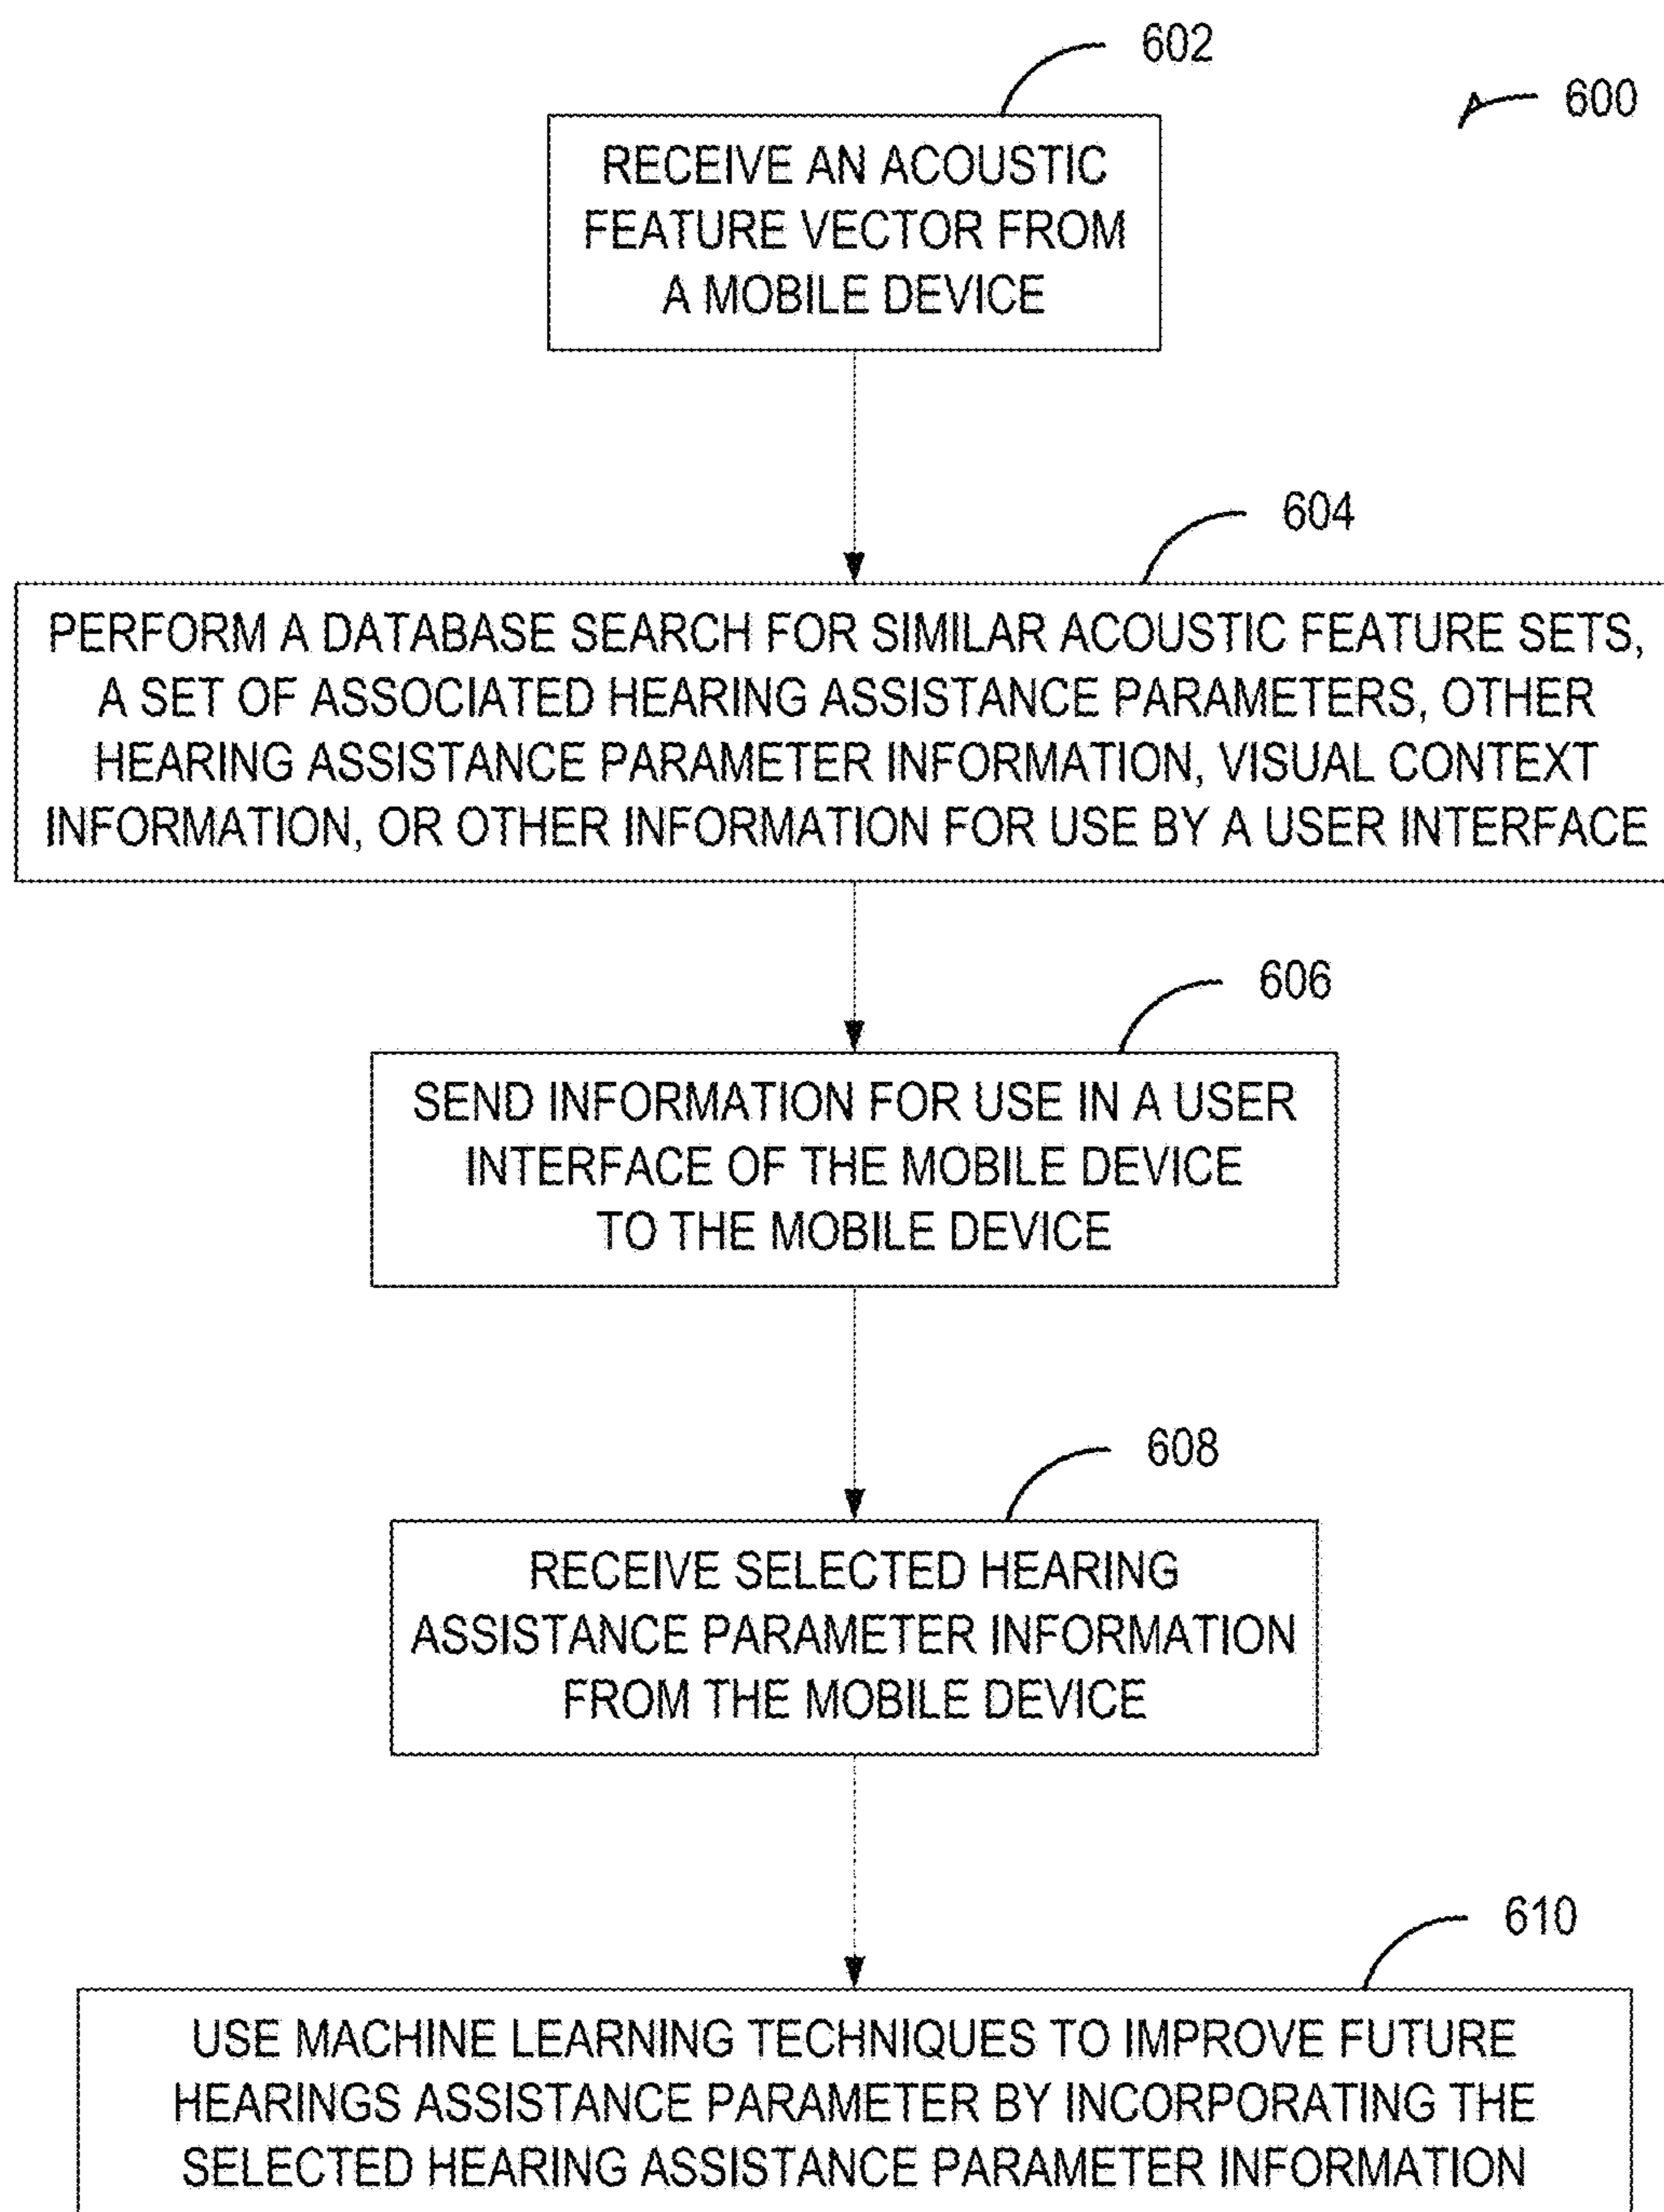 602
600
RECEIVE AN ACOUSTIC
FEATURE VECTOR FROM
A MOBILE DEVICE
604
PERFORM A DATABASE SEARCH FOR SIMILAR ACOUSTIC FEATURE SETS,
A SET OF ASSOCIATED HEARING ASSISTANCE PARAMETERS, OTHER
HEARING ASSISTANCE PARAMETER INFORMATION, VISUAL CONTEXT
INFORMATION, OR OTHER INFORMATION FOR USE BY A USER INTERFACE
606
SEND INFORMATION FOR USE IN A USER
INTERFACE OF THE MOBILE DEVICE
TO THE MOBILE DEVICE
608
RECEIVE SELECTED HEARING
ASSISTANCE PARAMETER INFORMATION
FROM THE MOBILE DEVICE
610
USE MACHINE LEARNING TECHNIQUES TO IMPROVE FUTURE
HEARINGS ASSISTANCE PARAMETER BY INCORPORATING THE
SELECTED HEARING ASSISTANCE PARAMETER INFORMATION